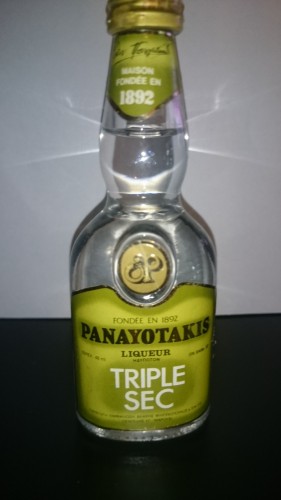 MAISON
FONDÉE EN
1892
P
FONDÉE EN 1892
PANAYOTAKIS
LIQUEUR
TRIPLE
SEC